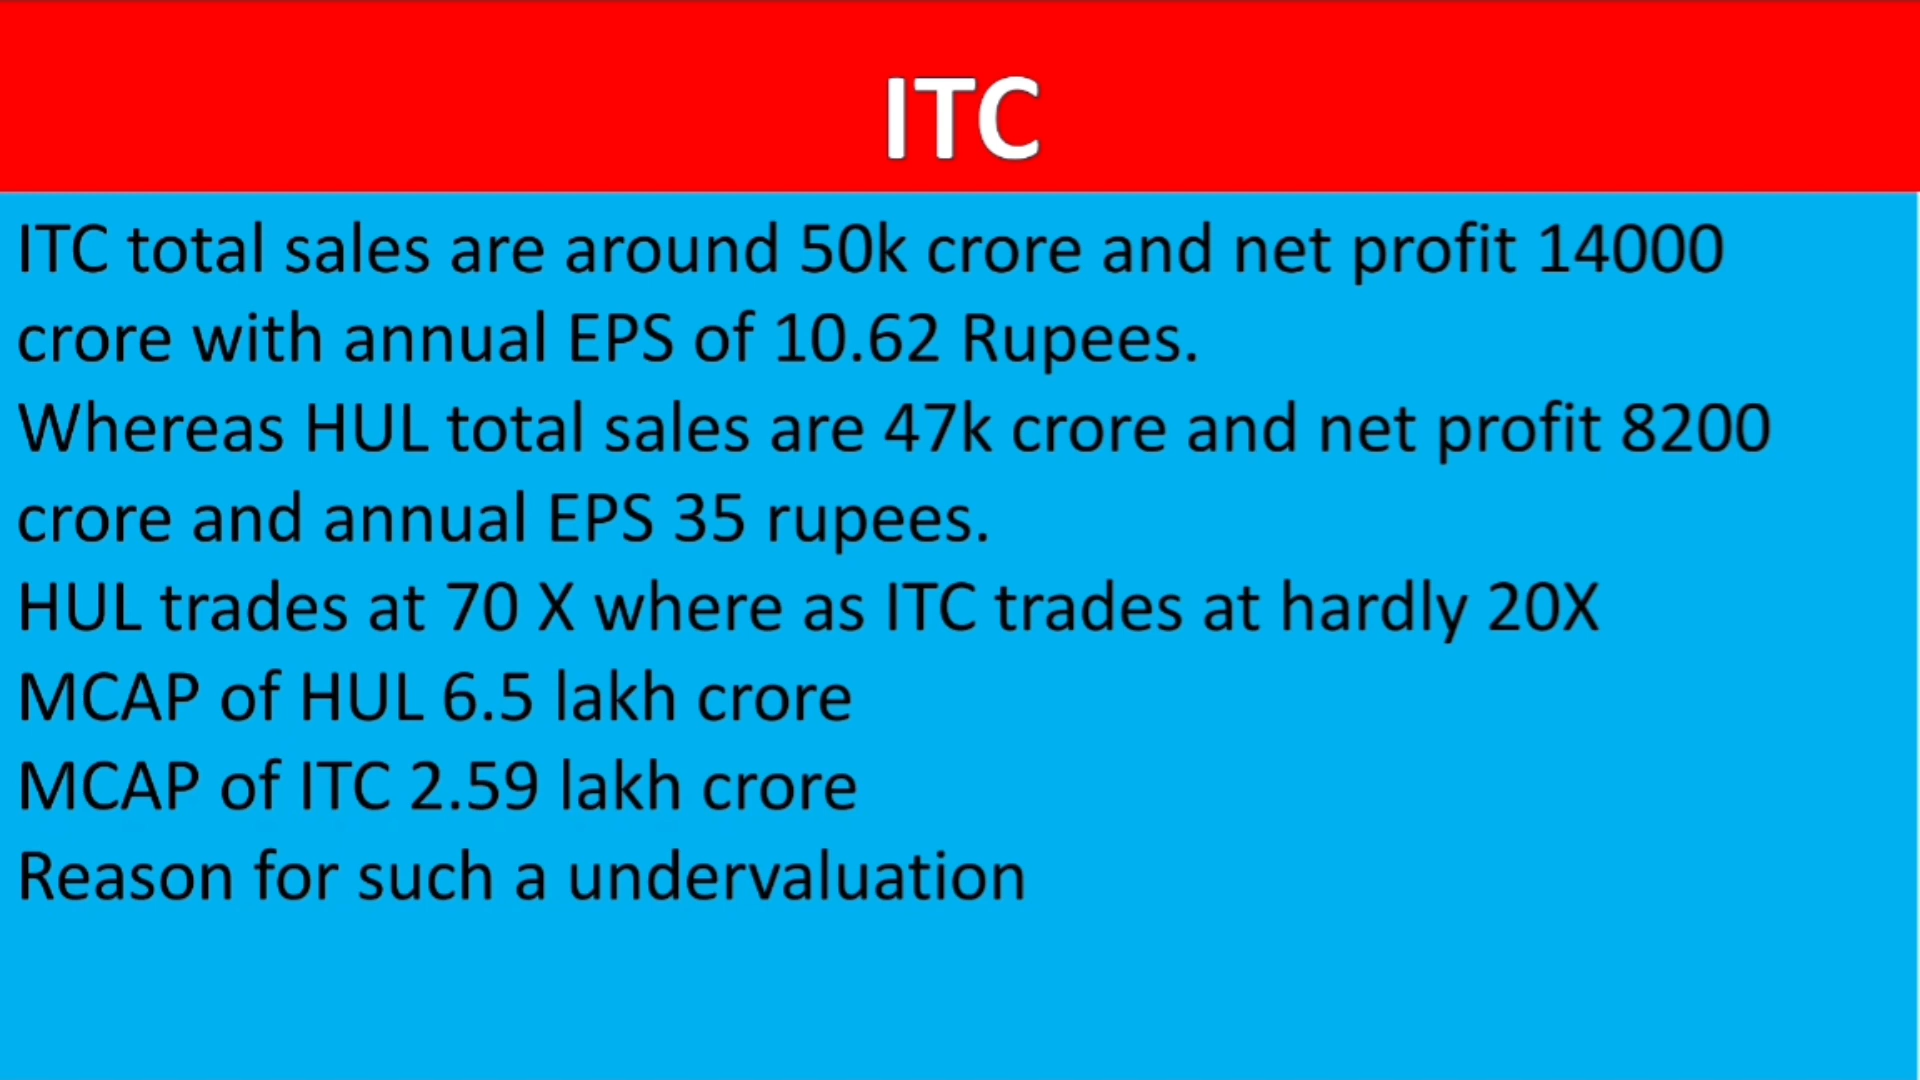 ITC
ITC total sales are around 50k crore and net profit 14000
crore with annual EPS of 10.62 Rupees.
Whereas HUL total sales are 47k crore and net profit 8200
crore and annual EPS 35 rupees.
HUL trades at 70 X where as ITC trades at hardly 20X
MCAP of HUL 6.5 lakh crore
MCAP of ITC 2.59 lakh crore
Reason for such a undervaluation